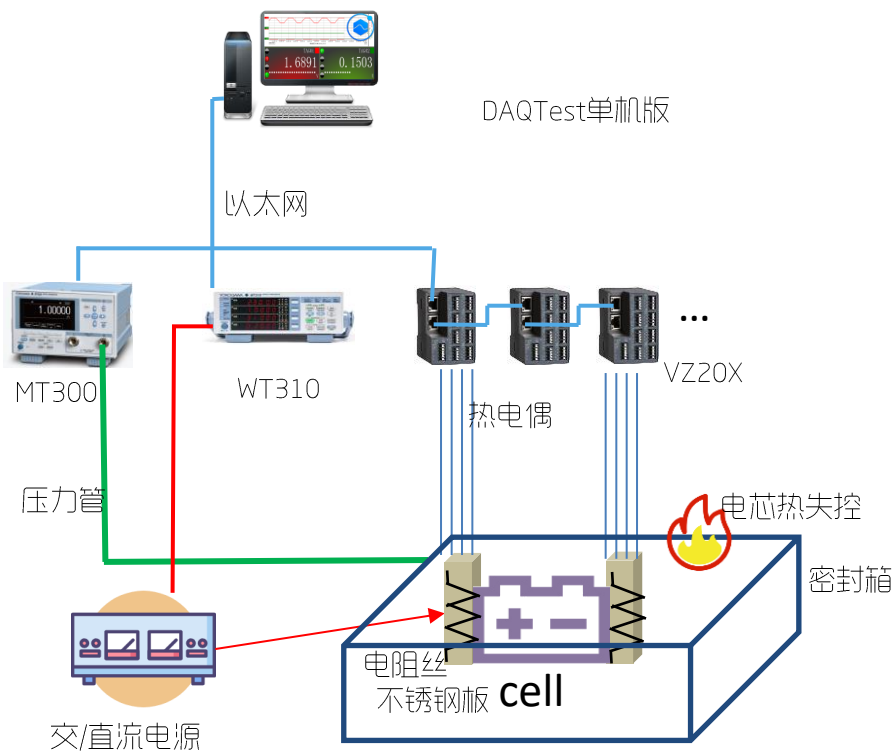 1.6891 0.1503
DAQTest单机版
以太网
1.00000
...
MT300
WT310
VZ20X
热电偶
压力管
电芯热失控
密封箱
电阻丝
不锈钢板
cell
交/直流电源